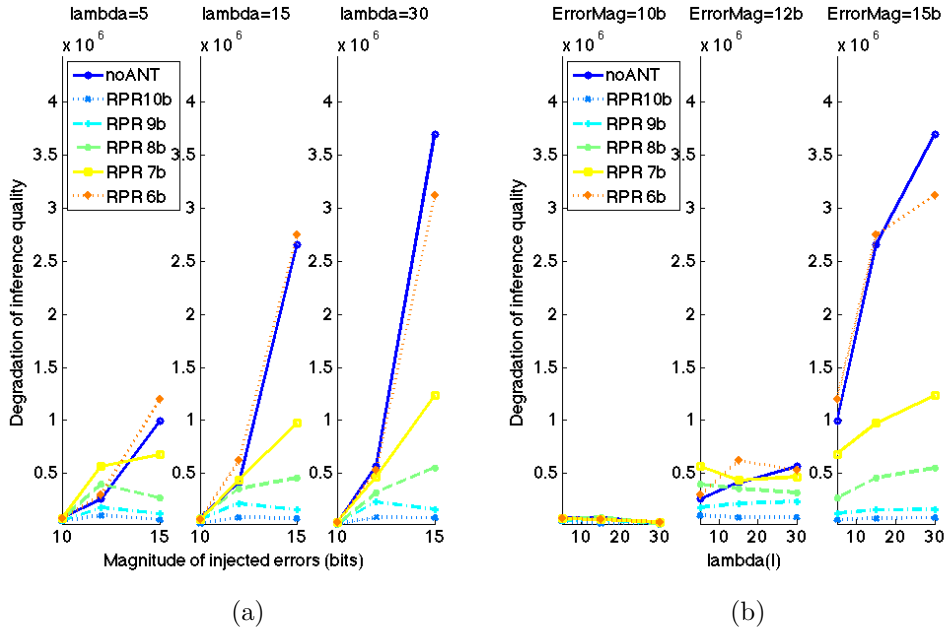 lambda=5 lambda=15 lambda=30 ErrorMag=10b ErrorMag=12b ErrorMag=15b
x 10 6 x 10 6 x 10 6 x 10 6 x 10 6 x 10 6
noANT
RPR10b
RPR 9b
RPR 8b
RPR 7b
RPR 6b
noANT
RPR10b
RPR 9b
RPR 8b
RPR 7b
RPR 6b
4 4 4 4 4 4
3.5 3.5 3.5 3.5 3.5 3.5
3 3 3 3 3 3
2.5 2.5 2.5 2.5 2.5 2.5
2 2 2 2 2 2
1.5 1.5 1.5 1.5 1.5 1.5
1 1 1 1 1 1
0.5 0.5 0.5 0.5 0.5 0.5
Degradation of inference quality
Degradation of inference quality
10 15 10 15 10 15 10 20 30 10 20 30 10 20 30
Magnitude of injected errors (bits) lambda(l)
(a) (b)